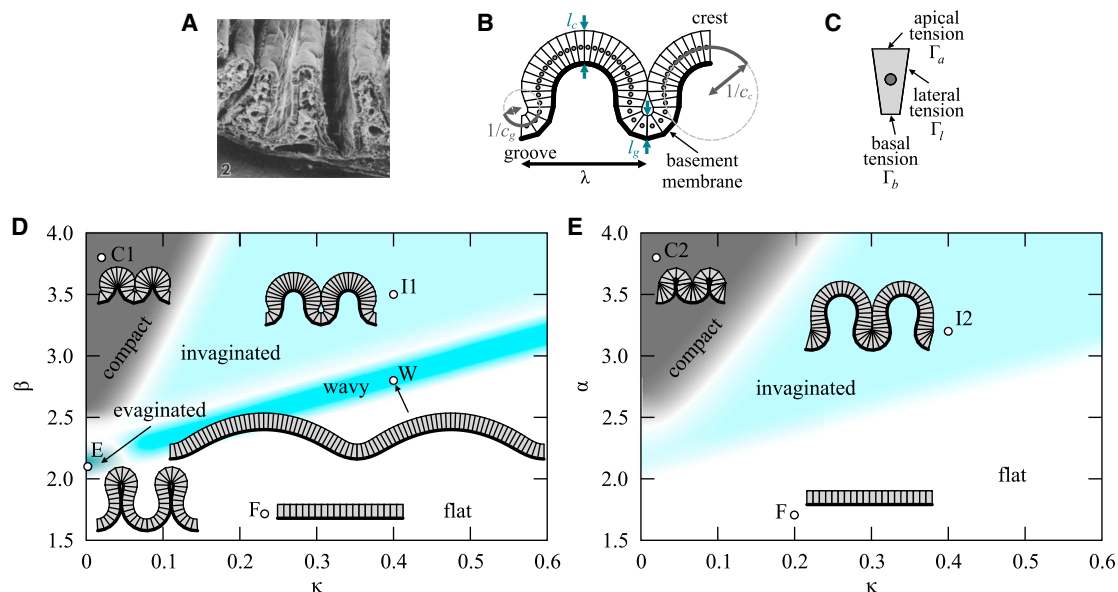 A
2
B
l_c
crest
1/c_c
1/c_g
groove
l_g
basement
membrane
λ
C
apical
tension
Γ_a
lateral
tension
Γ_l
basal
tension
Γ_b
D
4.0
3.5
3.0
2.5
2.0
1.5
β
C1
compact
invaginated
I1
wavy
W
evaginated
E
F
flat
0
0.1
0.2
0.3
0.4
0.5
0.6
κ
E
4.0
3.5
3.0
2.5
2.0
1.5
α
C2
compact
I2
invaginated
flat
F
0
0.1
0.2
0.3
0.4
0.5
0.6
κ